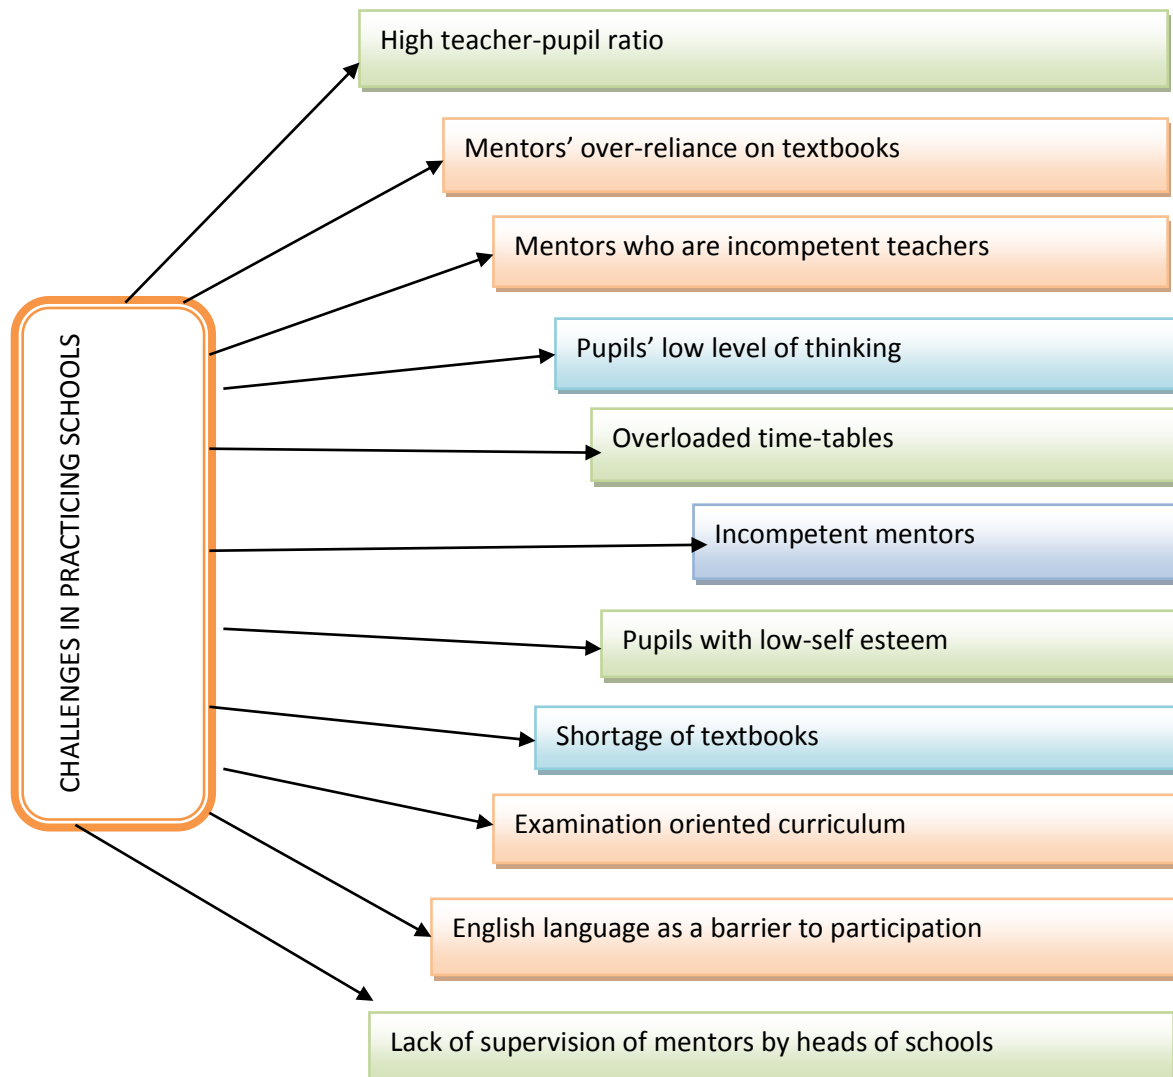 CHALLENGES IN PRACTICING SCHOOLS
High teacher-pupil ratio
Mentors’ over-reliance on textbooks
Mentors who are incompetent teachers
Pupils’ low level of thinking
Overloaded time-tables
Incompetent mentors
Pupils with low-self esteem
Shortage of textbooks
Examination oriented curriculum
English language as a barrier to participation
Lack of supervision of mentors by heads of schools